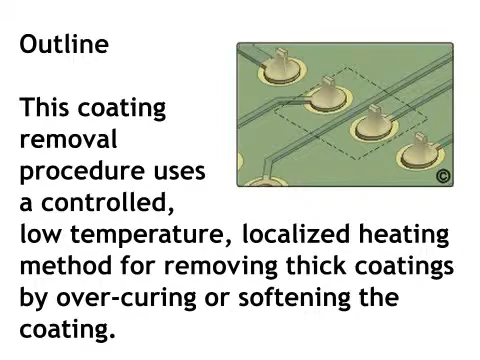 Outline
This coating
removal
procedure uses
a controlled,
low temperature, localized heating
method for removing thick coatings
by over-curing or softening the
coating.
©